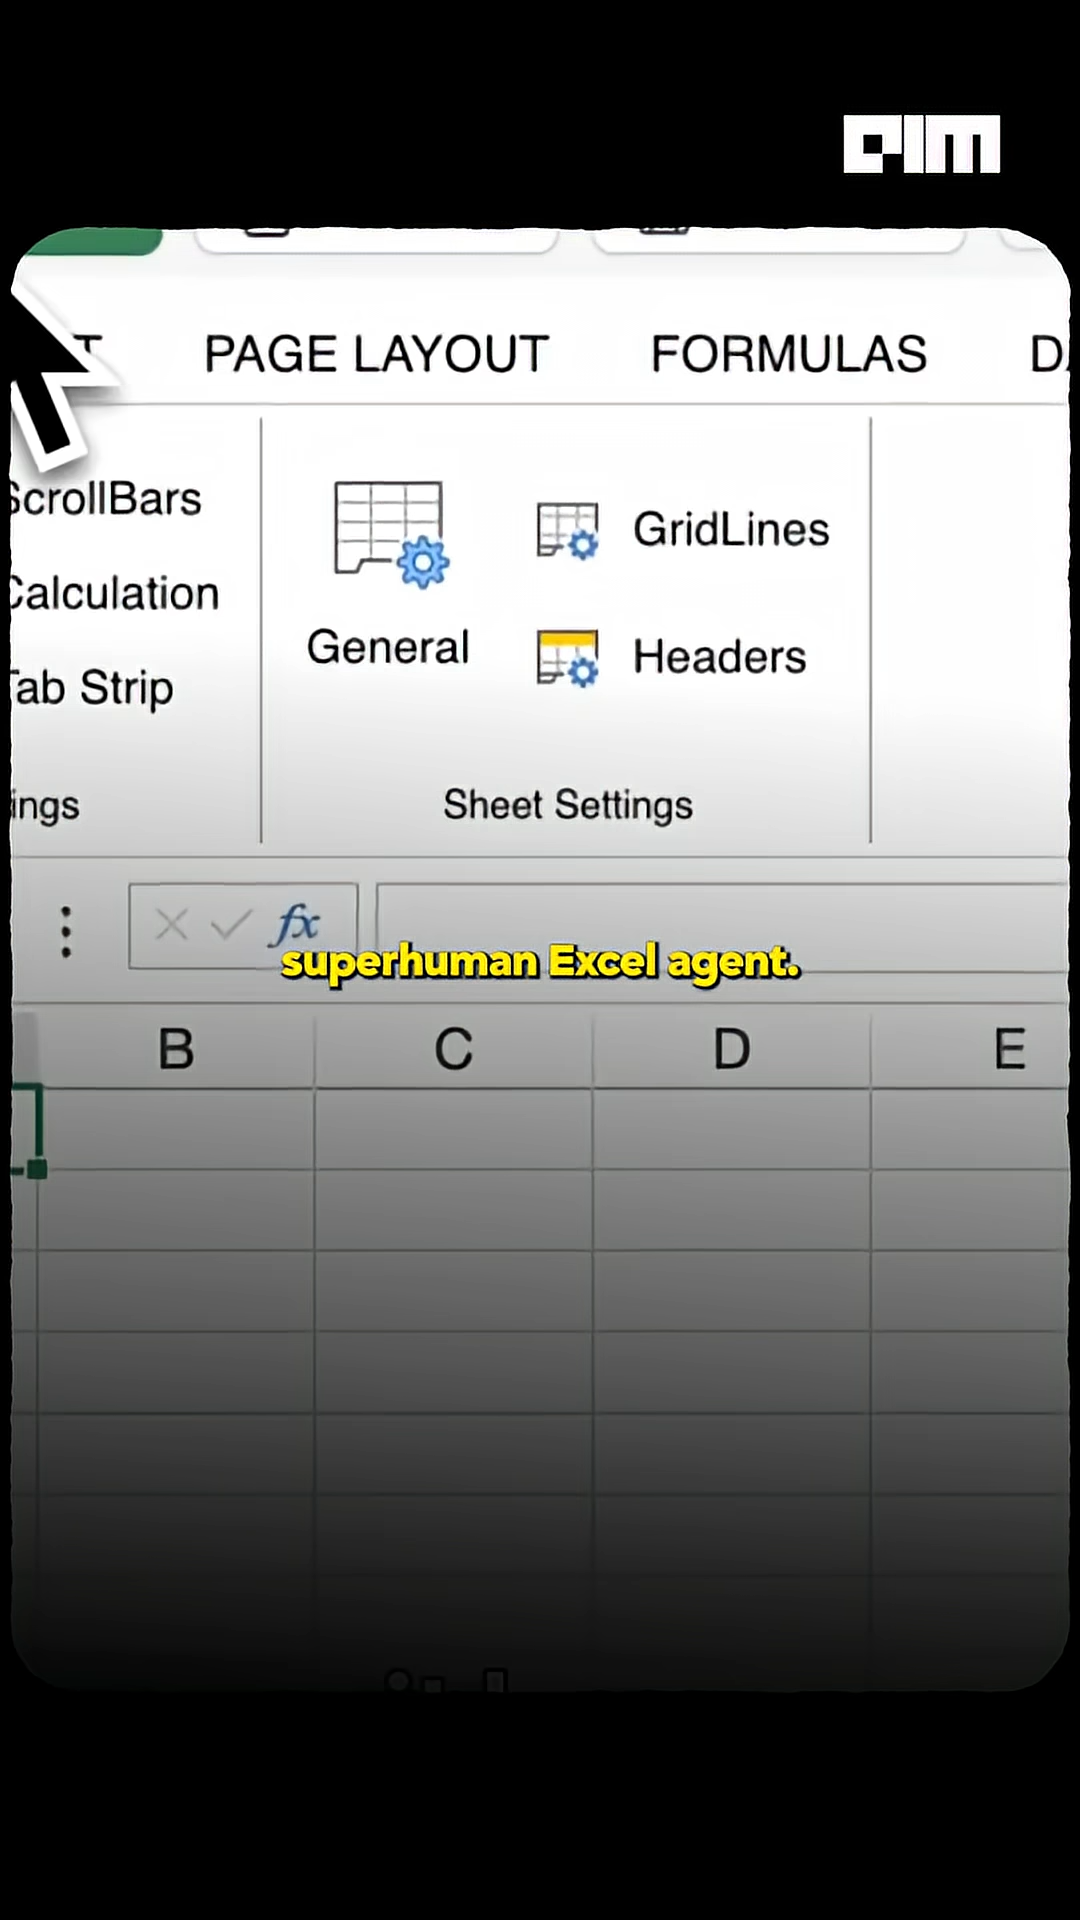 aim
PAGE LAYOUT FORMULAS
ScrollBars
Calculation
Tab Strip
General
GridLines
Headers
Sheet Settings
fx
superhuman Excel agent.
B C D E